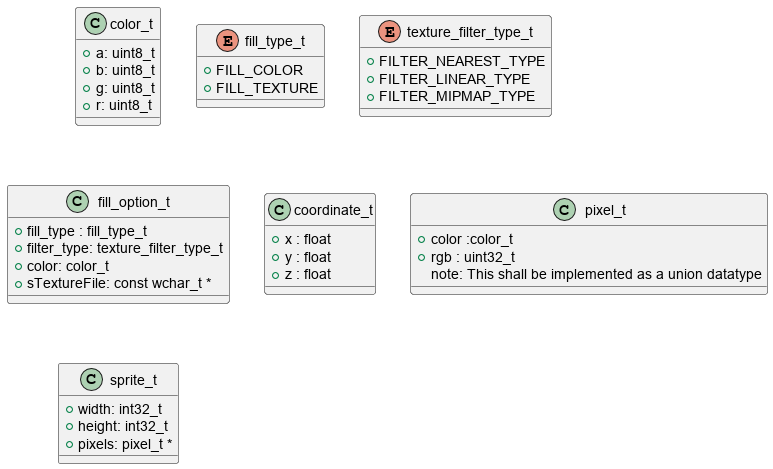 C color_t
a: uint8_t
b: uint8_t
g: uint8_t
r: uint8_t
E fill_type_t
FILL_COLOR
FILL_TEXTURE
E texture_filter_type_t
FILTER_NEAREST_TYPE
FILTER_LINEAR_TYPE
FILTER_MIPMAP_TYPE
C fill_option_t
fill_type : fill_type_t
filter_type: texture_filter_type_t
color: color_t
sTextureFile: const wchar_t *
C coordinate_t
x : float
y : float
z : float
C pixel_t
color :color_t
rgb : uint32_t
note: This shall be implemented as a union datatype
C sprite_t
width: int32_t
height: int32_t
pixels: pixel_t *